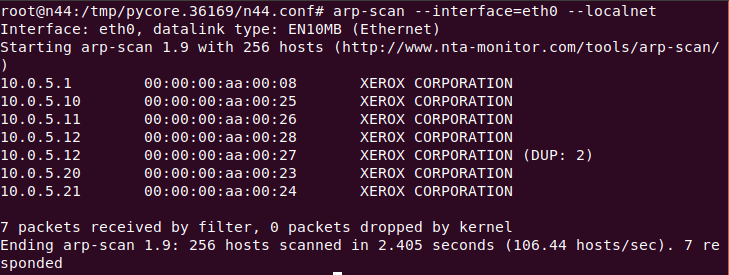 root@n44:/tmp/pycore.36169/n44.conf# arp-scan --interface=eth0 --localnet
Interface: eth0, datalink type: EN10MB (Ethernet)
Starting arp-scan 1.9 with 256 hosts (http://www.nta-monitor.com/tools/arp-scan/
)
10.0.5.1 00:00:00:aa:00:08 XEROX CORPORATION
10.0.5.10 00:00:00:aa:00:25 XEROX CORPORATION
10.0.5.11 00:00:00:aa:00:26 XEROX CORPORATION
10.0.5.12 00:00:00:aa:00:28 XEROX CORPORATION
10.0.5.12 00:00:00:aa:00:27 XEROX CORPORATION (DUP: 2)
10.0.5.20 00:00:00:aa:00:23 XEROX CORPORATION
10.0.5.21 00:00:00:aa:00:24 XEROX CORPORATION
7 packets received by filter, 0 packets dropped by kernel
Ending arp-scan 1.9: 256 hosts scanned in 2.405 seconds (106.44 hosts/sec). 7 re
sponded